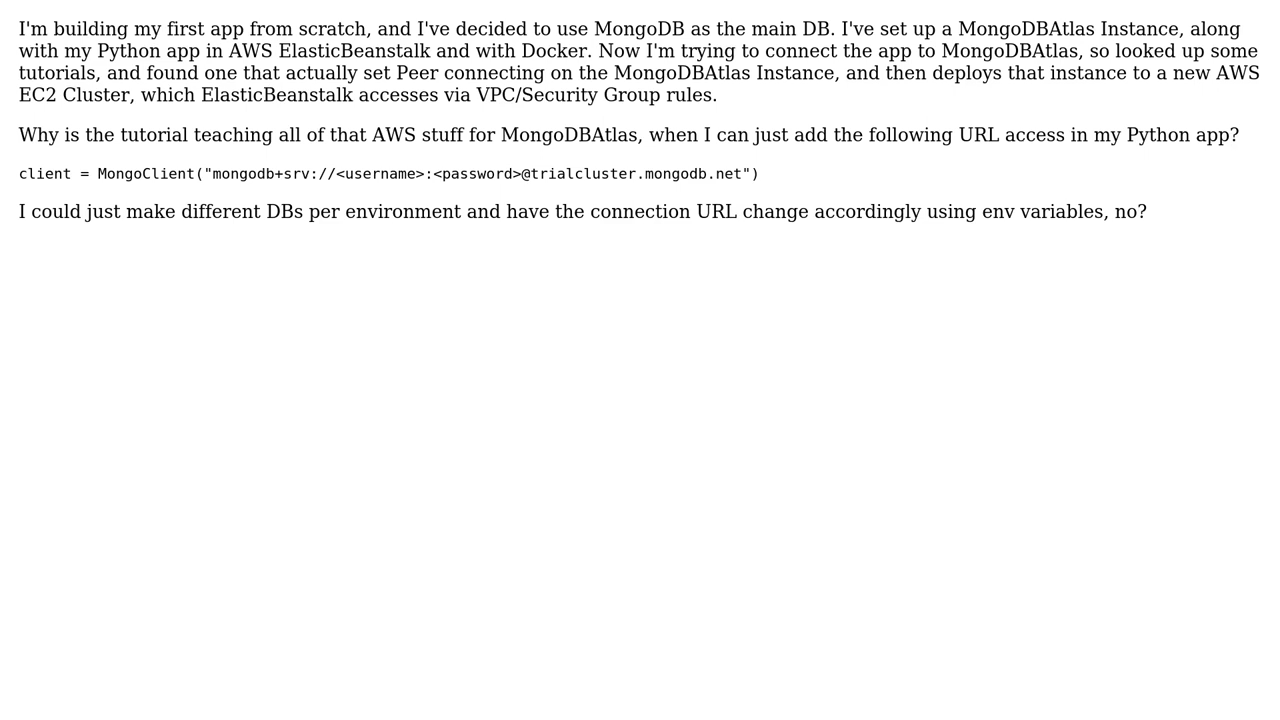 I'm building my first app from scratch, and I've decided to use MongoDB as the main DB. I've set up a MongoDBAtlas Instance, along
with my Python app in AWS ElasticBeanstalk and with Docker. Now I'm trying to connect the app to MongoDBAtlas, so looked up some
tutorials, and found one that actually set Peer connecting on the MongoDBAtlas Instance, and then deploys that instance to a new AWS
EC2 Cluster, which ElasticBeanstalk accesses via VPC/Security Group rules.
Why is the tutorial teaching all of that AWS stuff for MongoDBAtlas, when I can just add the following URL access in my Python app?
client = MongoClient("mongodb+srv://<username>:<password>@trialcluster.mongodb.net")
I could just make different DBs per environment and have the connection URL change accordingly using env variables, no?